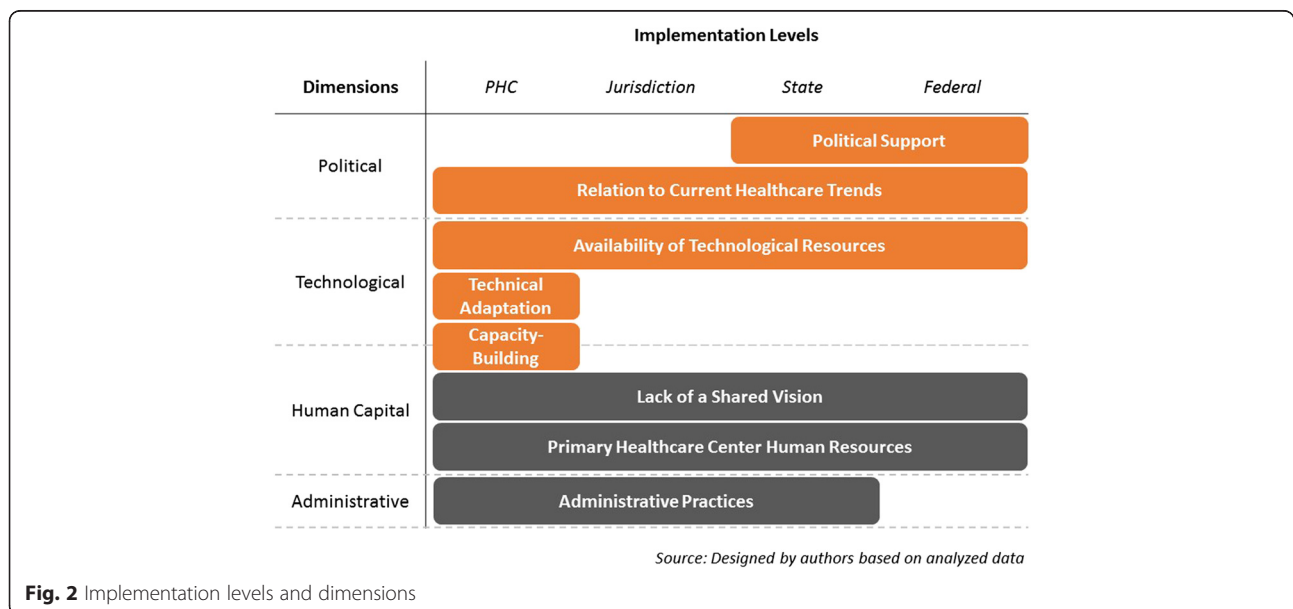 Implementation Levels
Dimensions PHC Jurisdiction State Federal
Political Support
Political
Relation to Current Healthcare Trends
Availability of Technological Resources
Technological
Technical
Adaptation
Capacity-
Building
Lack of a Shared Vision
Human Capital
Primary Healthcare Center Human Resources
Administrative Administrative Practices
Source: Designed by authors based on analyzed data
Fig. 2 Implementation levels and dimensions